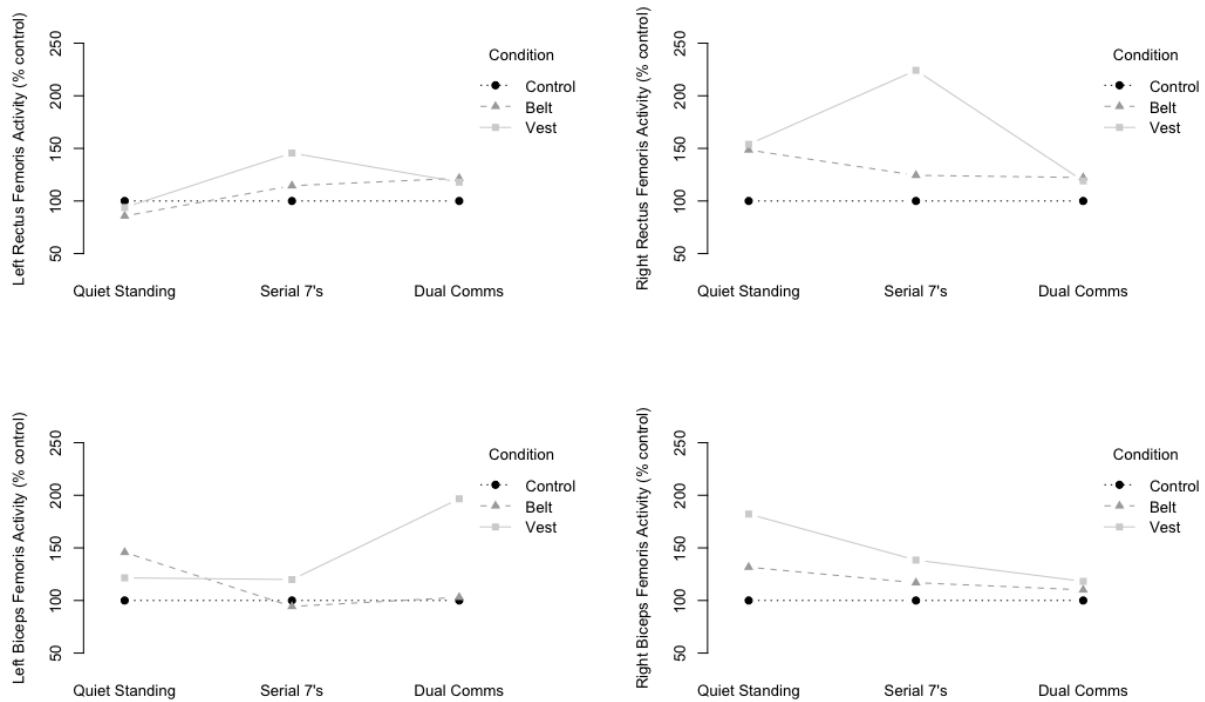 Left Rectus Femoris Activity (% control)
250
200
150
100
50
Quiet Standing
Serial 7's
Dual Comms
Condition
Control
Belt
Vest
Right Rectus Femoris Activity (% control)
250
200
150
100
50
Quiet Standing
Serial 7's
Dual Comms
Condition
Control
Belt
Vest
Left Biceps Femoris Activity (% control)
250
200
150
100
50
Quiet Standing
Serial 7's
Dual Comms
Condition
Control
Belt
Vest
Right Biceps Femoris Activity (% control)
250
200
150
100
50
Quiet Standing
Serial 7's
Dual Comms
Condition
Control
Belt
Vest